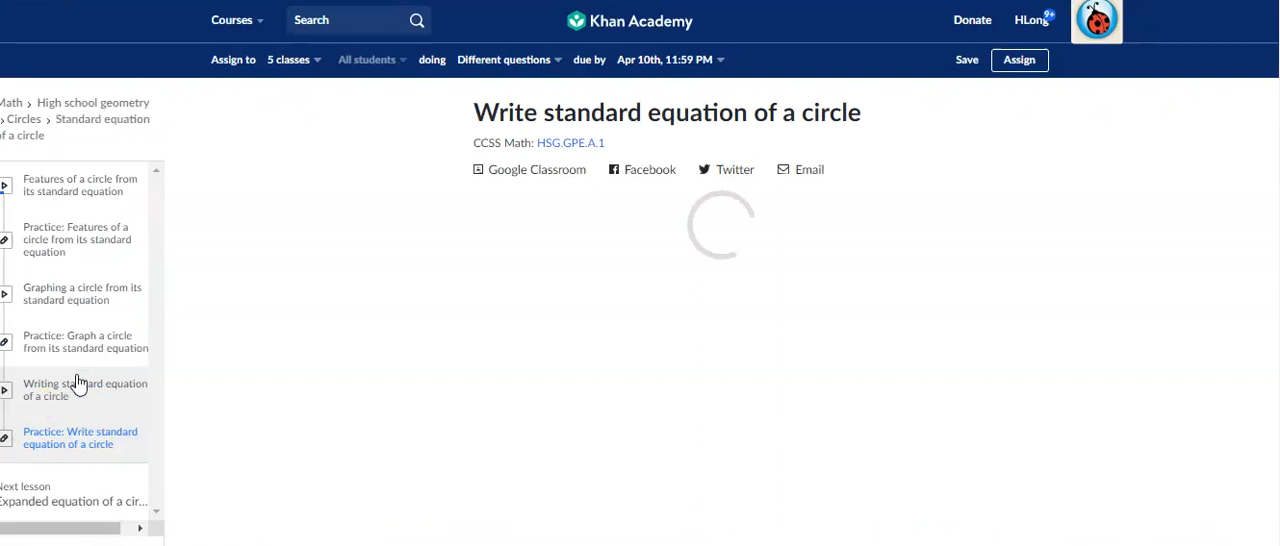 Courses Search Khan Academy Donate HLong 9+
Assign to 5 classes All students doing Different questions due by Apr 10th, 11:59 PM Save Assign
Math › High school geometry
› Circles › Standard equation
of a circle
Write standard equation of a circle
CCSS Math: HSG.GPE.A.1
Google Classroom Facebook Twitter Email
Features of a circle from
its standard equation
Practice: Features of a
circle from its standard
equation
Graphing a circle from its
standard equation
Practice: Graph a circle
from its standard equation
Writing standard equation
of a circle
Practice: Write standard
equation of a circle
Next lesson
Expanded equation of a cir...